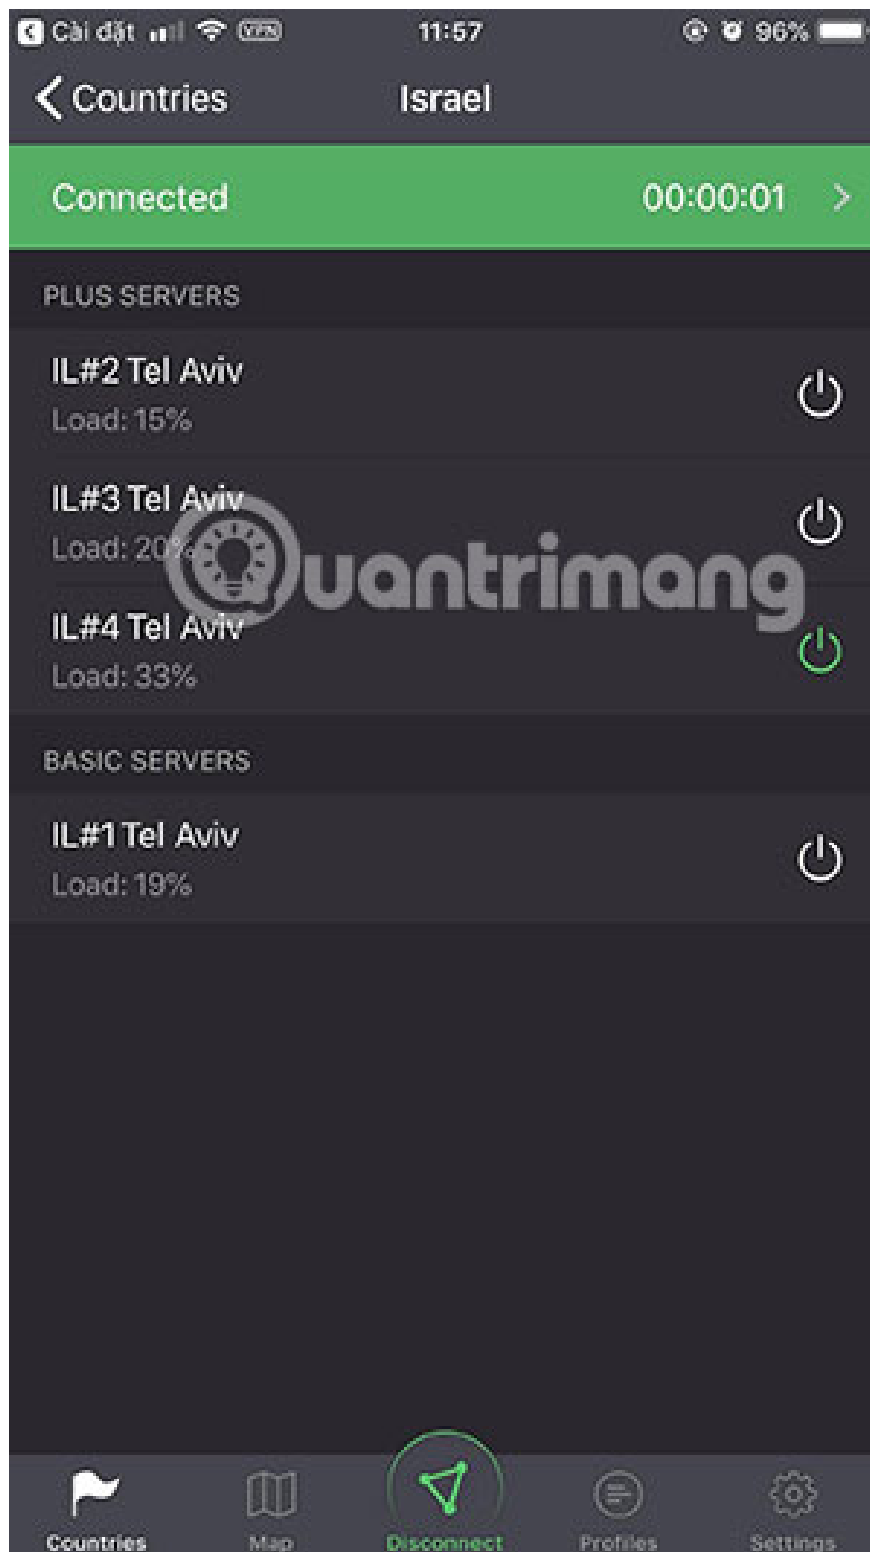 Cài đặt VPN 11:57 96%
Countries Israel
Connected 00:00:01
PLUS SERVERS
IL#2 Tel Aviv
Load: 15%
IL#3 Tel Aviv
Load: 20%
Quantrimang
IL#4 Tel Aviv
Load: 33%
BASIC SERVERS
IL#1 Tel Aviv
Load: 19%
Countries Map Disconnect Profiles Settings